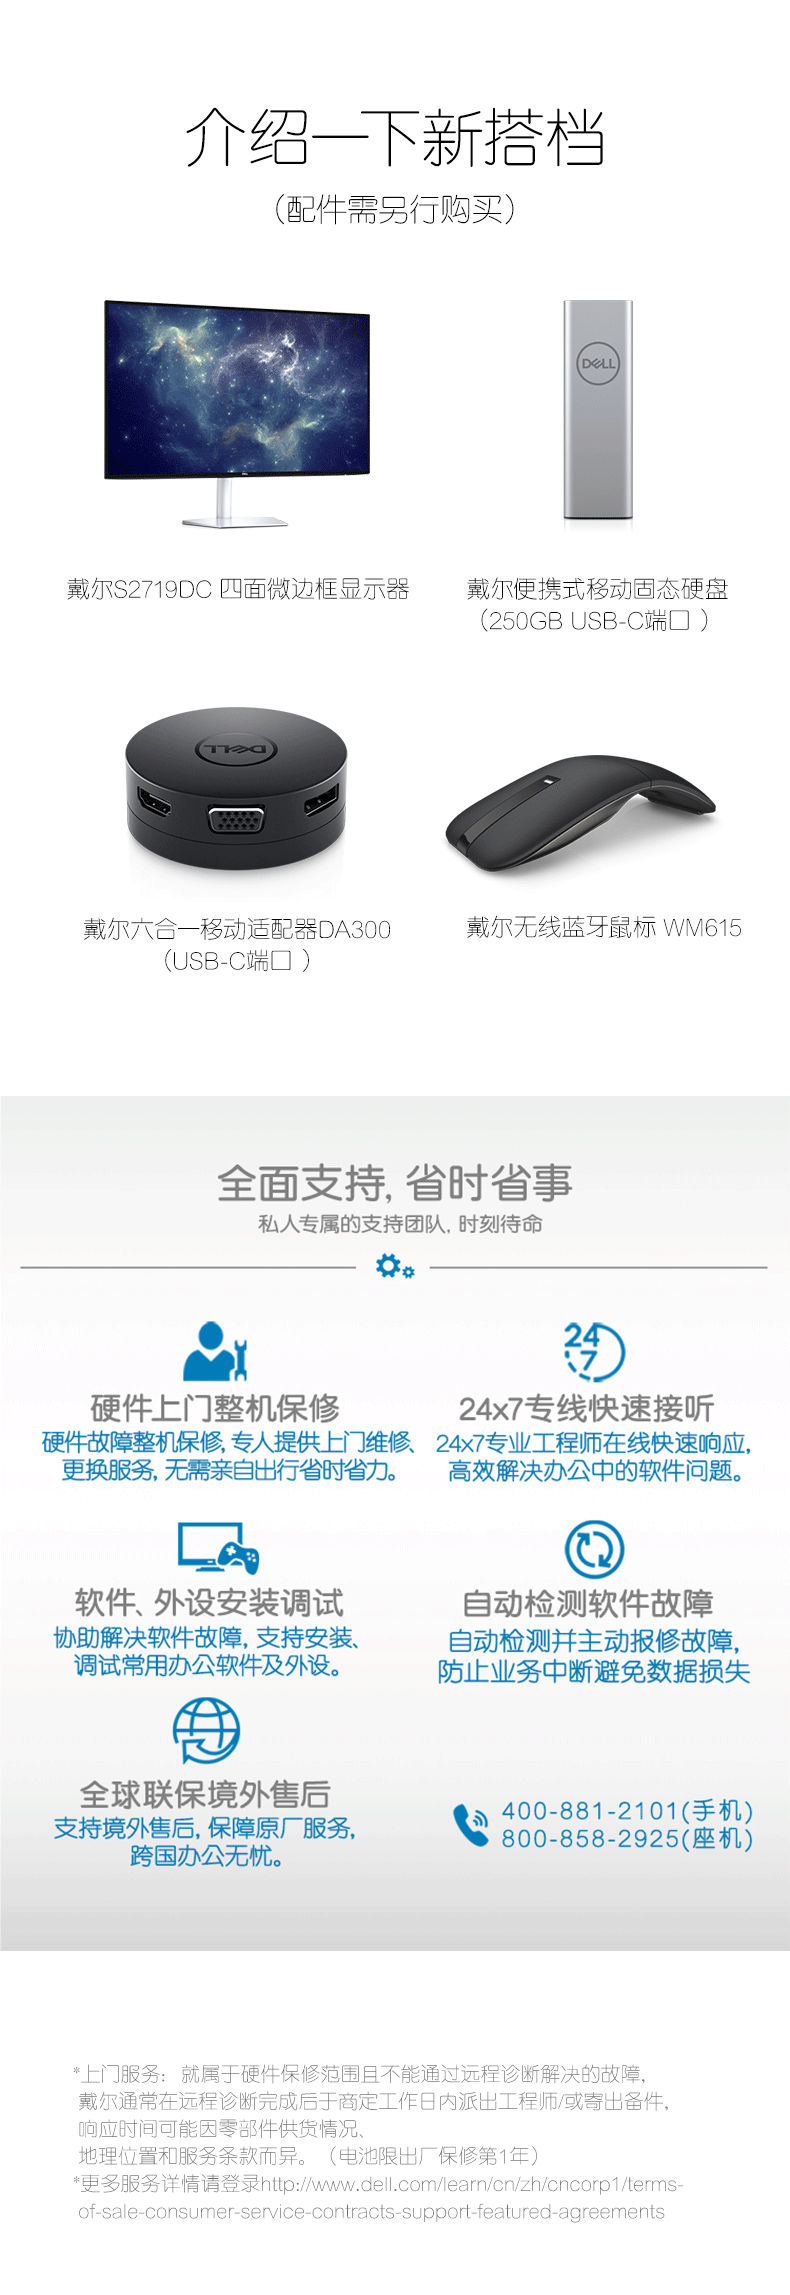 介绍一下新搭档
（配件需另行购买）
DELL
DELL
戴尔S2719DC 四面微边框显示器
戴尔便携式移动固态硬盘
（250GB USB-C端口 ）
DELL
戴尔六合一移动适配器DA300
（USB-C端口 ）
戴尔无线蓝牙鼠标 WM615
全面支持, 省时省事
私人专属的支持团队, 时刻待命
硬件上门整机保修
硬件故障整机保修, 专人提供上门维修、
更换服务, 无需亲自出行省时省力。
24
7
24x7专线快速接听
24x7专业工程师在线快速响应,
高效解决办公中的软件问题。
软件、外设安装调试
协助解决软件故障, 支持安装、
调试常用办公软件及外设。
自动检测软件故障
自动检测并主动报修故障,
防止业务中断避免数据损失
全球联保境外售后
支持境外售后, 保障原厂服务,
跨国办公无忧。
400-881-2101(手机)
800-858-2925(座机)
*上门服务：就属于硬件保修范围且不能通过远程诊断解决的故障,
戴尔通常在远程诊断完成后于商定工作日内派出工程师/或寄出备件,
响应时间可能因零部件供货情况、
地理位置和服务条款而异。（电池限出厂保修第1年）
*更多服务详情请登录http://www.dell.com/learn/cn/zh/cncorp1/terms-
of-sale-consumer-service-contracts-support-featured-agreements